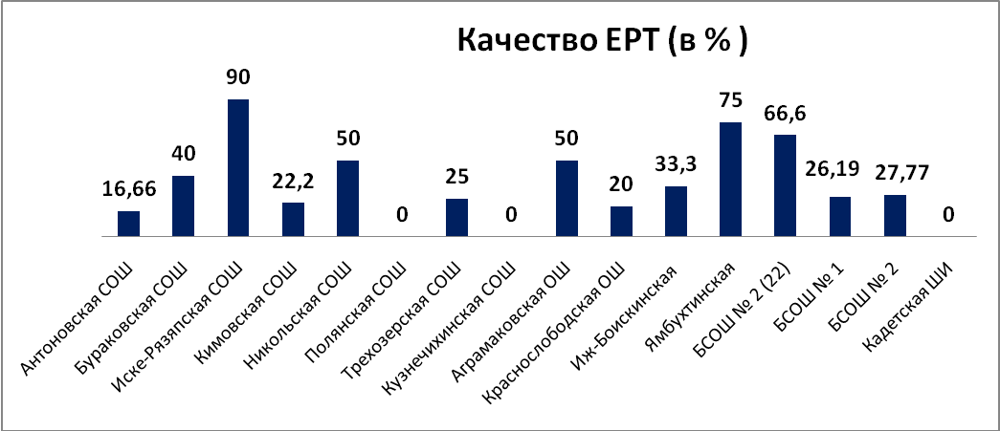 Качество ЕРТ (в % )
16,66
40
90
22,2
50
0
25
0
50
20
33,3
75
66,6
26,19
27,77
0
Антоновская СОШ
Бураковская СОШ
Иске-Рязяпская СОШ
Кимовская СОШ
Никольская СОШ
Полянская СОШ
Трехозерская СОШ
Кузнечихинская СОШ
Аграмаковская ОШ
Краснослободская ОШ
Иж-Боискинская
Ямбухтинская
БСОШ № 2 (22)
БСОШ № 1
БСОШ № 2
Кадетская ШИ